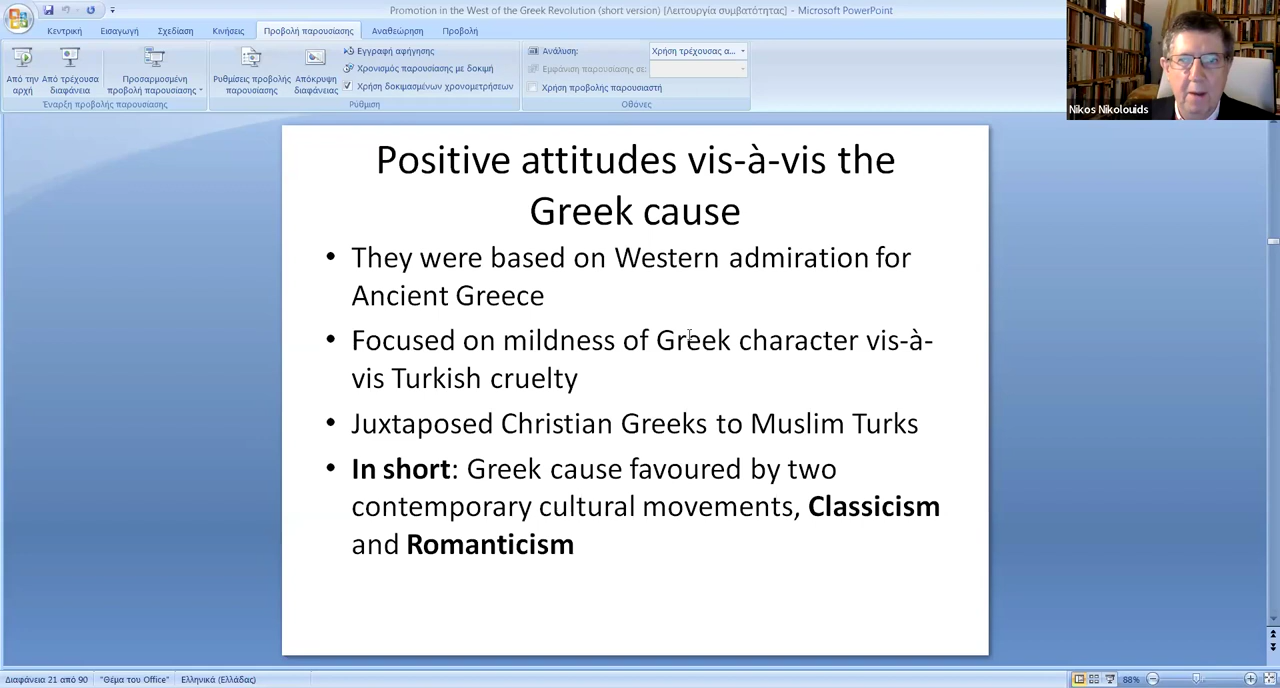 Promotion in the West of the Greek Revolution (short version) [Λειτουργία συμβατότητας] - Microsoft PowerPoint
Κεντρική Εισαγωγή Σχεδίαση Κινήσεις Προβολή παρουσίασης Αναθεώρηση Προβολή
Από την αρχή
Από τρέχουσα διαφάνεια
Προσαρμοσμένη προβολή παρουσίασης
Έναρξη προβολής παρουσίασης
Ρυθμίσεις προβολής παρουσίασης
Απόκρυψη διαφάνειας
Εγγραφή αφήγησης
Χρονισμός παρουσίασης με δοκιμή
Χρήση δοκιμασμένων χρονομετρήσεων
Ρύθμιση
Ανάλυση: Χρήση τρέχουσας α...
Εμφάνιση παρουσίασης σε:
Χρήση προβολής παρουσιαστή
Οθόνες
Nikos Nikolouids
Positive attitudes vis-à-vis the
Greek cause
• They were based on Western admiration for
Ancient Greece
• Focused on mildness of Greek character vis-à-
vis Turkish cruelty
• Juxtaposed Christian Greeks to Muslim Turks
• In short: Greek cause favoured by two
contemporary cultural movements, Classicism
and Romanticism
Διαφάνεια 21 από 90 "Θέμα του Office" Ελληνικά (Ελλάδας) 88%